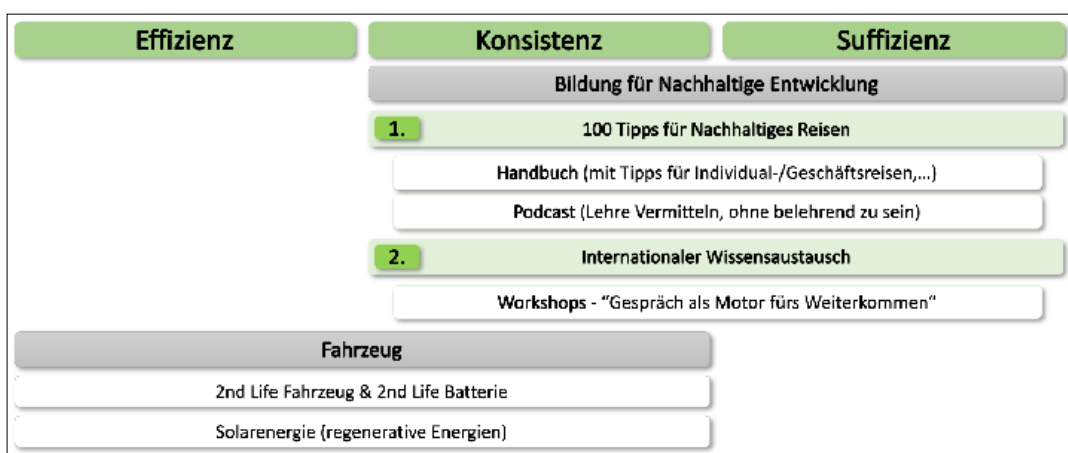 Effizienz
Konsistenz
Suffizienz
Bildung für Nachhaltige Entwicklung
1.
100 Tipps für Nachhaltiges Reisen
Handbuch (mit Tipps für Individual-/Geschäftsreisen,...)
Podcast (Lehre Vermitteln, ohne belehrend zu sein)
2.
Internationaler Wissensaustausch
Workshops - “Gespräch als Motor fürs Weiterkommen“
Fahrzeug
2nd Life Fahrzeug & 2nd Life Batterie
Solarenergie (regenerative Energien)